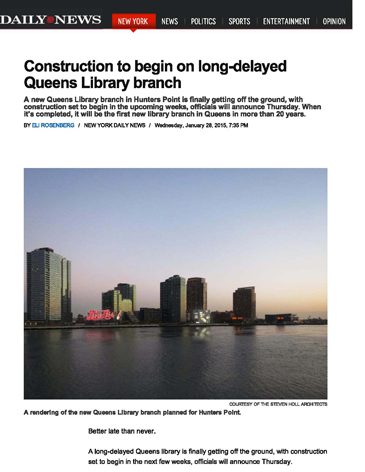 DAILY NEWS NEW YORK NEWS POLITICS SPORTS ENTERTAINMENT OPINION
Construction to begin on long-delayed
Queens Library branch
A new Queens Library branch in Hunters Point is finally getting off the ground, with
construction set to begin in the upcoming weeks, officials will announce Thursday. When
it's completed, it will be the first new library branch in Queens in more than 20 years.
BY ELI ROSENBERG / NEW YORK DAILY NEWS / Wednesday, January 28, 2015, 7:35 PM
COURTESY OF THE STEVEN HOLL ARCHITECTS
A rendering of the new Queens Library branch planned for Hunters Point.
Better late than never.
A long-delayed Queens library is finally getting off the ground, with construction
set to begin in the next few weeks, officials will announce Thursday.